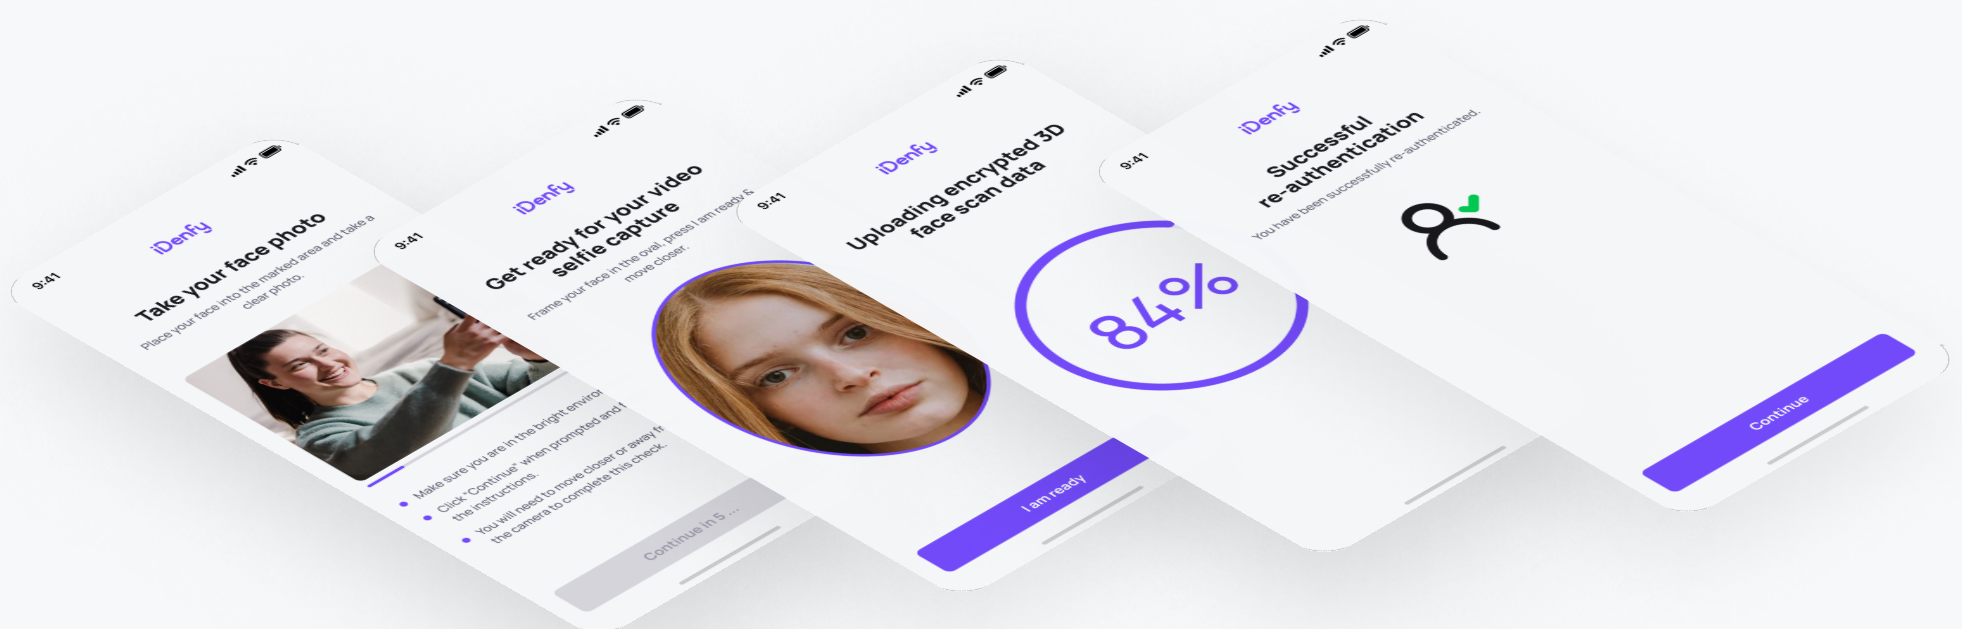 9:41
iDenfy
Take your face photo
Place your face into the marked area and take a
clear photo.
Make sure you are in the bright
Click "Continue" when prompted and
the instructions.
You will need to move closer or away
the camera to complete this check.
Continue in 5 ...
9:41
iDenfy
Get ready for your video
selfie capture
Frame your face in the oval, press I am ready &
move closer.
I am ready
9:41
iDenfy
Uploading encrypted 3D
face scan data
84%
9:41
iDenfy
Successful
re-authentication
You have been successfully re-authenticated.
Continue